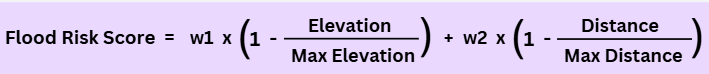 Flood Risk Score = w1 x (1 - Elevation / Max Elevation) + w2 x (1 - Distance / Max Distance)